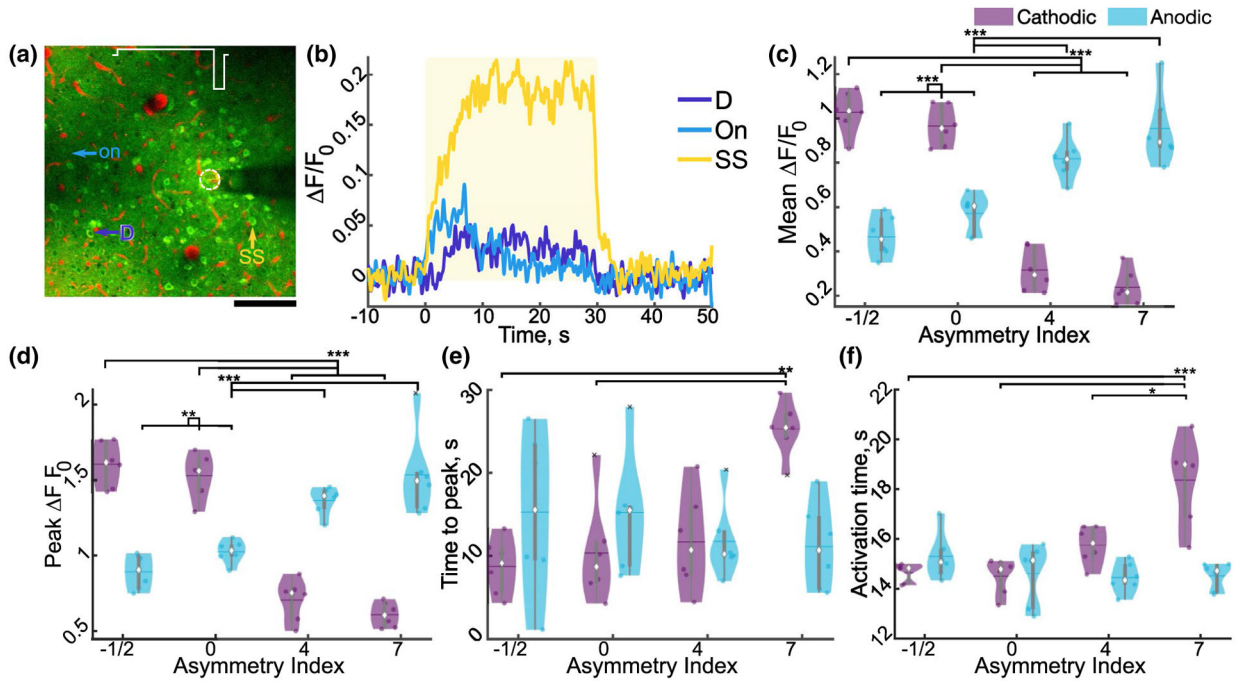 Cathodic Anodic
(a)
on
D
SS
(b)
ΔF/F0
0.2
0.15
0.1
0.05
0
-10 0 10 20 30 40 50
Time, s
D
On
SS
(c)
***
***
***
Mean ΔF/F0
1.2
1
0.8
0.6
0.4
0.2
-1/2 0 4 7
Asymmetry Index
(d)
***
***
**
Peak ΔF F0
2
1.5
1
0.5
-1/2 0 4 7
Asymmetry Index
(e)
**
Time to peak, s
30
20
10
0
-1/2 0 4 7
Asymmetry Index
(f)
***
*
Activation time, s
22
20
18
16
14
12
-1/2 0 4 7
Asymmetry Index